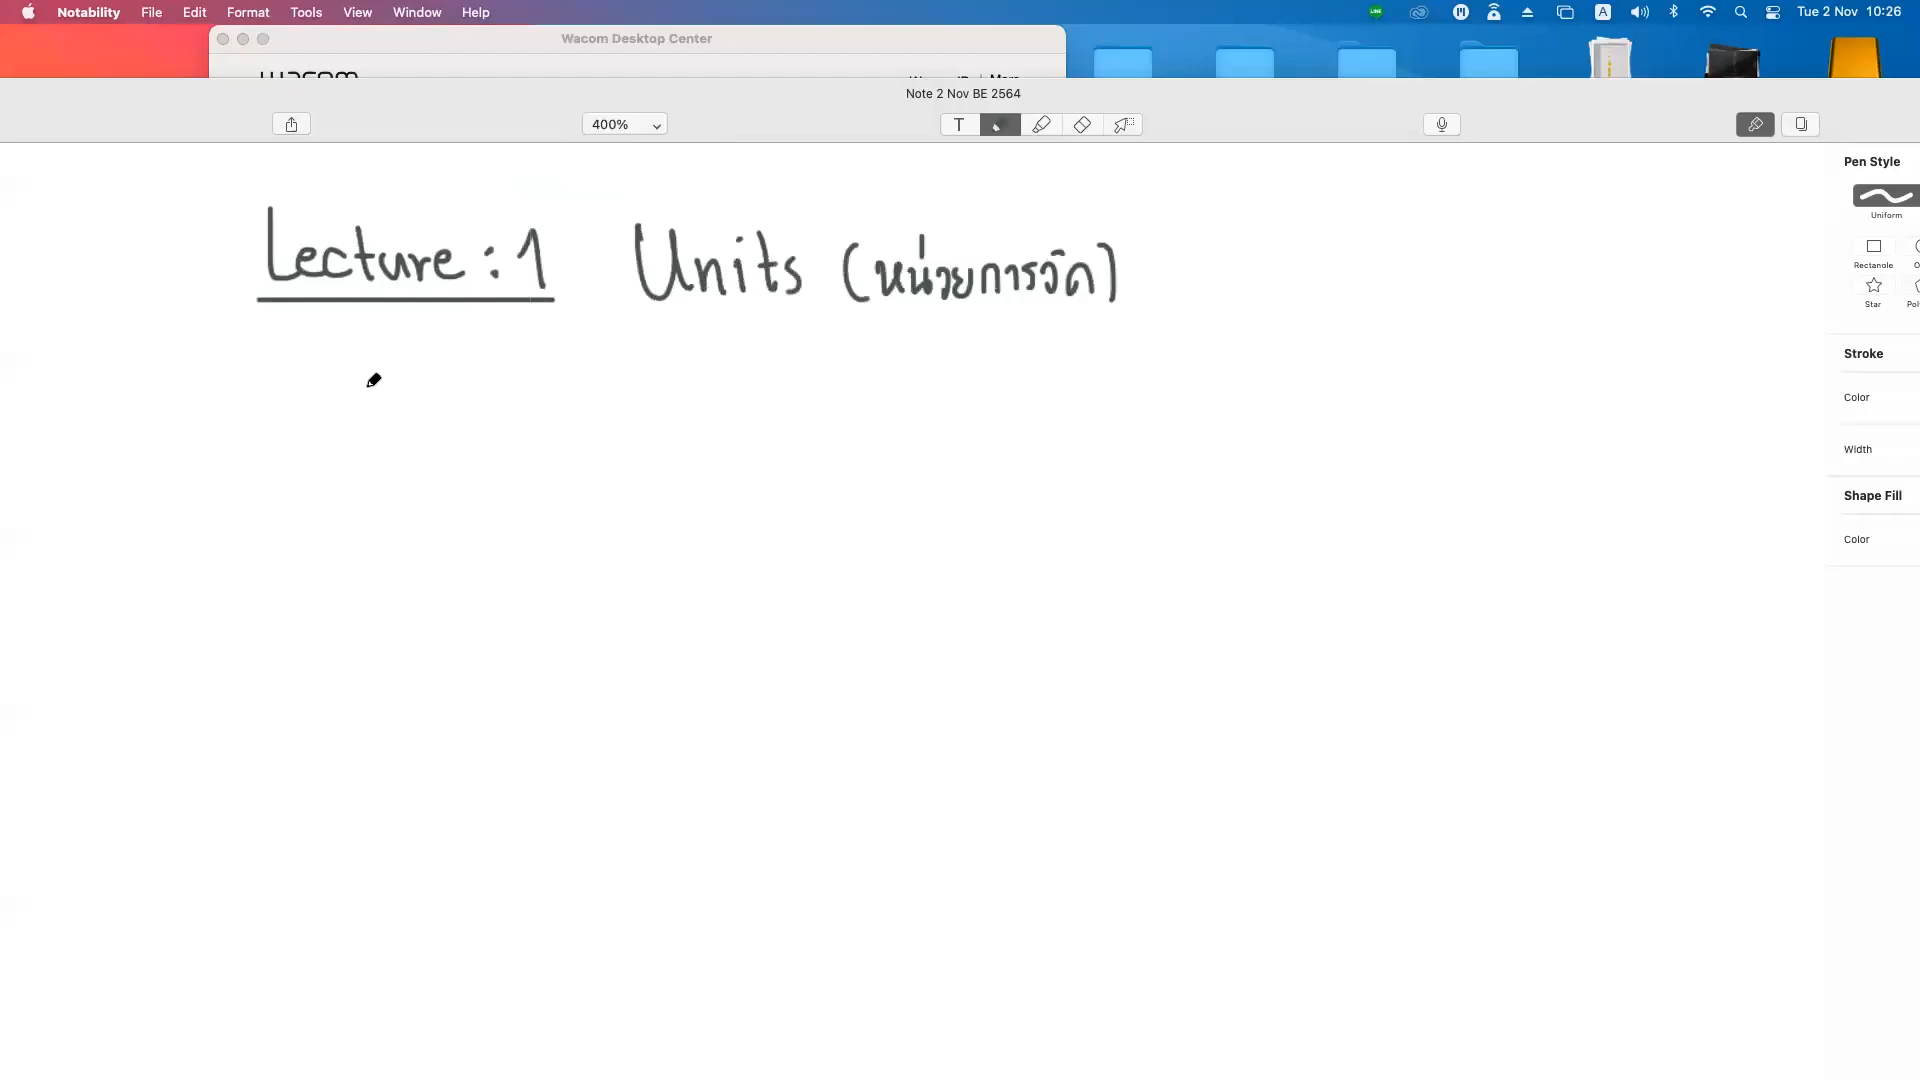 Notability File Edit Format Tools View Window Help
LINE A Tue 2 Nov 10:26
Wacom Desktop Center
Note 2 Nov BE 2564
400%
T
Lecture : 1 Units (หน่วยการวัด)
Pen Style
Uniform
Rectangle
Star
Stroke
Color
Width
Shape Fill
Color